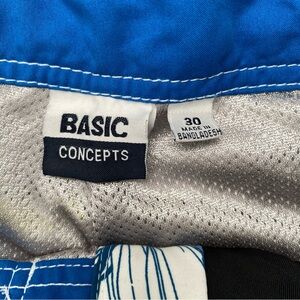 BASIC
CONCEPTS
30
MADE IN
BANGLADESH